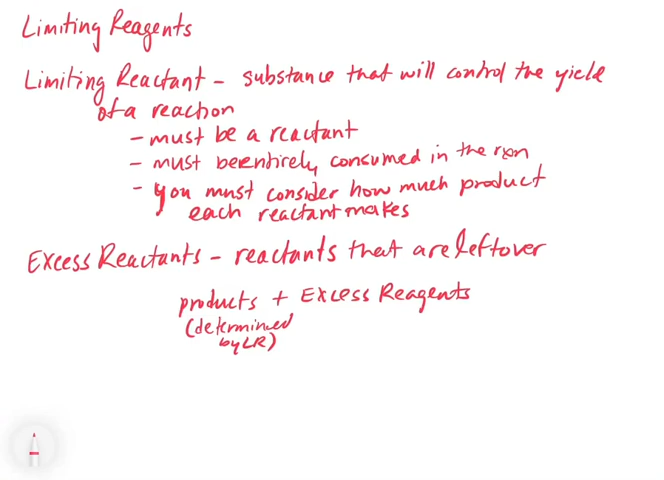 Limiting Reagents
Limiting Reactant - substance that will control the yield
of a reaction
- must be a reactant
- must be entirely consumed in the rxn
- you must consider how much product
each reactant makes
Excess Reactants - reactants that are leftover
products + Excess Reagents
(determined
by LR)